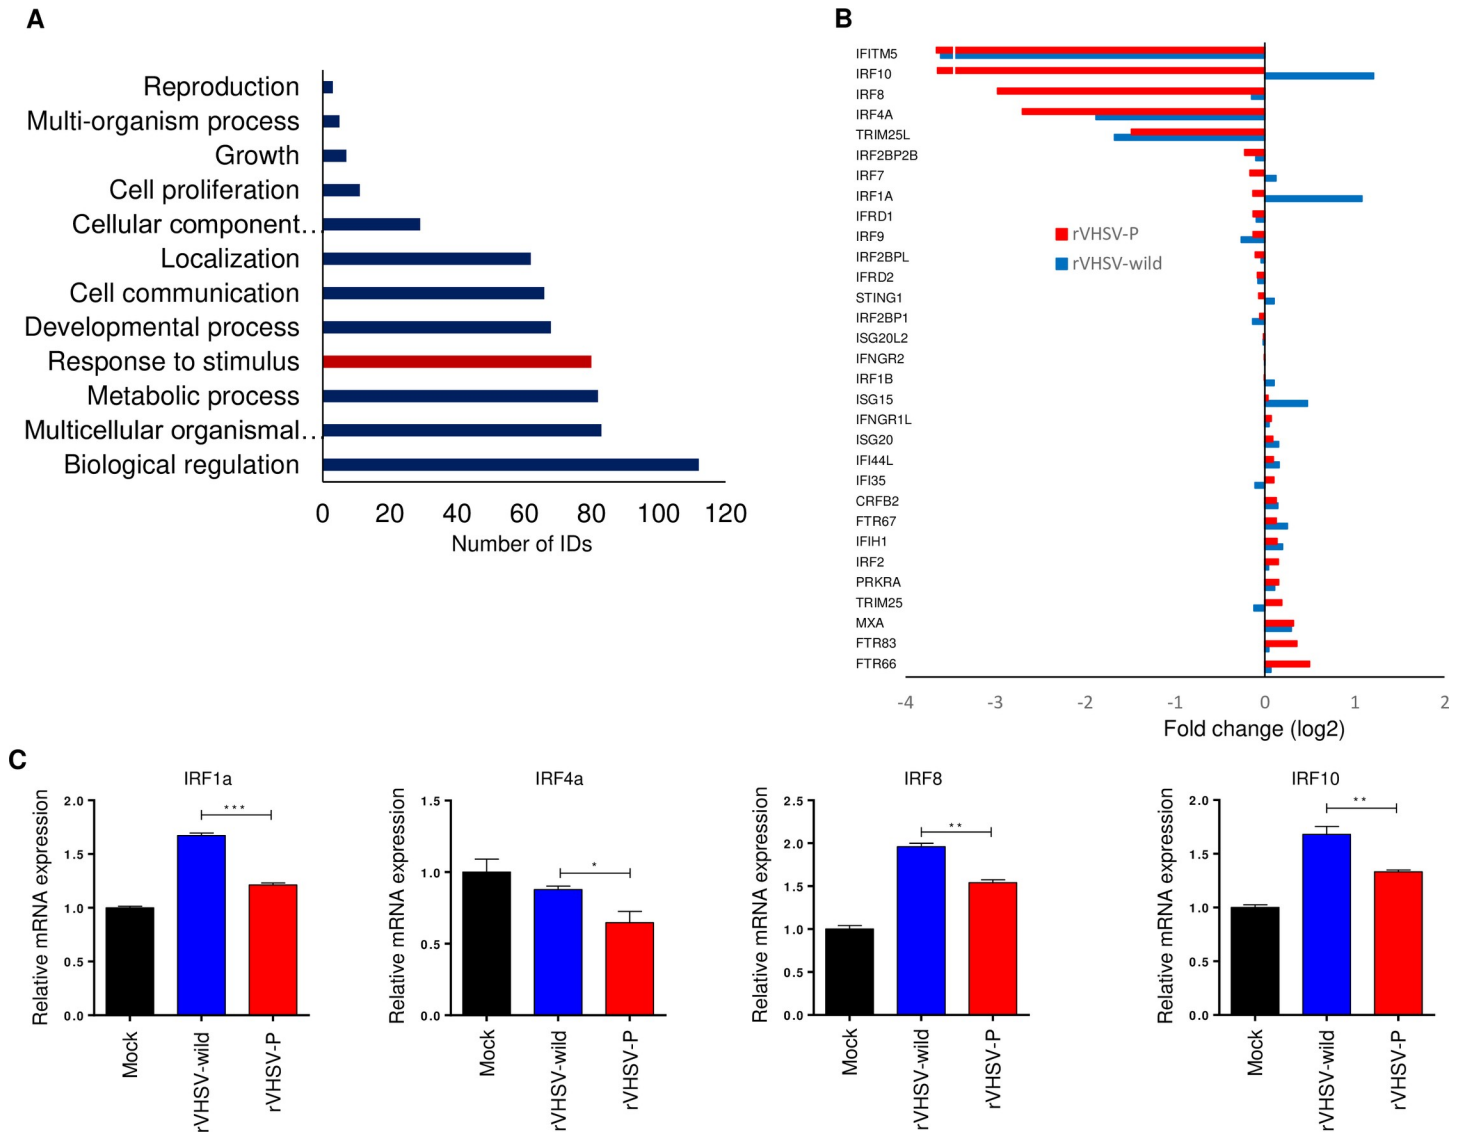 A
Reproduction
Multi-organism process
Growth
Cell proliferation
Cellular component…
Localization
Cell communication
Developmental process
Response to stimulus
Metabolic process
Multicellular organismal…
Biological regulation
0 20 40 60 80 100 120
Number of IDs
B
IFITM5
IRF10
IRF8
IRF4A
TRIM25L
IRF2BP2B
IRF7
IRF1A
IFRD1
IRF9
IRF2BPL
IFRD2
STING1
IRF2BP1
ISG20L2
IFNGR2
IRF1B
ISG15
IFNGR1L
ISG20
IFI44L
IFI35
CRFB2
FTR67
IFIH1
IRF2
PRKRA
TRIM25
MXA
FTR83
FTR66
rVHSV-P
rVHSV-wild
-4 -3 -2 -1 0 1 2
Fold change (log2)
C
IRF1a
Relative mRNA expression
2.0
1.5
1.0
0.5
0.0
***
Mock
rVHSV-wild
rVHSV-P
IRF4a
Relative mRNA expression
1.5
1.0
0.5
0.0
*
Mock
rVHSV-wild
rVHSV-P
IRF8
Relative mRNA expression
2.5
2.0
1.5
1.0
0.5
0.0
**
Mock
rVHSV-wild
rVHSV-P
IRF10
Relative mRNA expression
2.0
1.5
1.0
0.5
0.0
**
Mock
rVHSV-wild
rVHSV-P